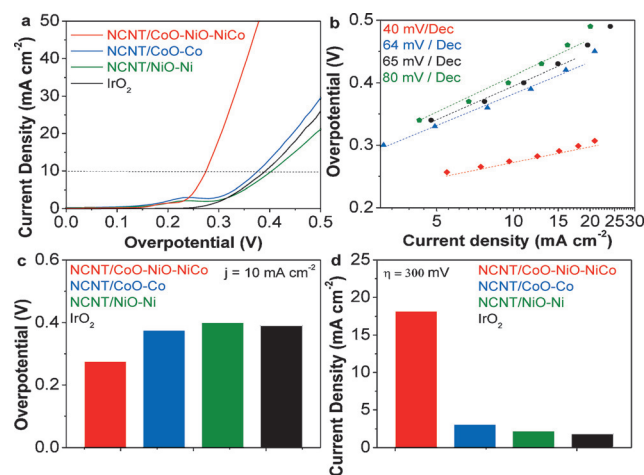 a
NCNT/CoO-NiO-NiCo
NCNT/CoO-Co
NCNT/NiO-Ni
IrO2
50
40
30
20
10
0
Current Density (mA cm-2)
0.0 0.1 0.2 0.3 0.4 0.5
Overpotential (V)
b
40 mV/Dec
64 mV / Dec
65 mV / Dec
80 mV / Dec
0.5
0.4
0.3
0.2
Overpotential (V)
5 10 15 20 25 30
Current density (mA cm-2)
c
NCNT/CoO-NiO-NiCo
NCNT/CoO-Co
NCNT/NiO-Ni
IrO2
j = 10 mA cm-2
0.8
0.6
0.4
0.2
0.0
Overpotential (V)
d
η = 300 mV
NCNT/CoO-NiO-NiCo
NCNT/CoO-Co
NCNT/NiO-Ni
IrO2
25
20
15
10
5
0
Current Density (mA cm-2)